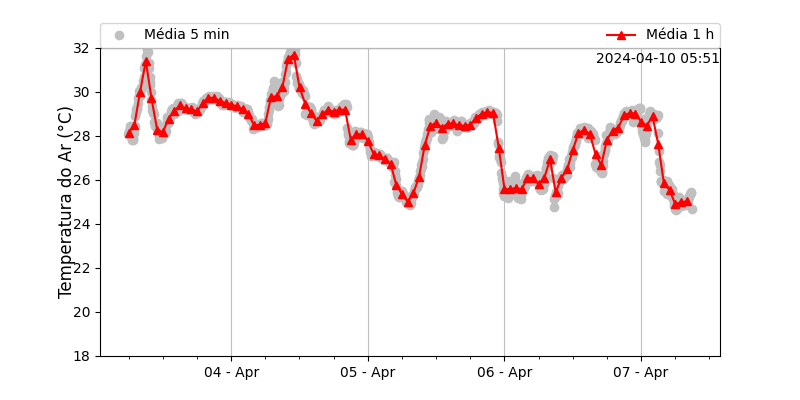 Média 5 min
Média 1 h
2024-04-10 05:51
Temperatura do Ar (°C)
32
30
28
26
24
22
20
18
04 - Apr
05 - Apr
06 - Apr
07 - Apr